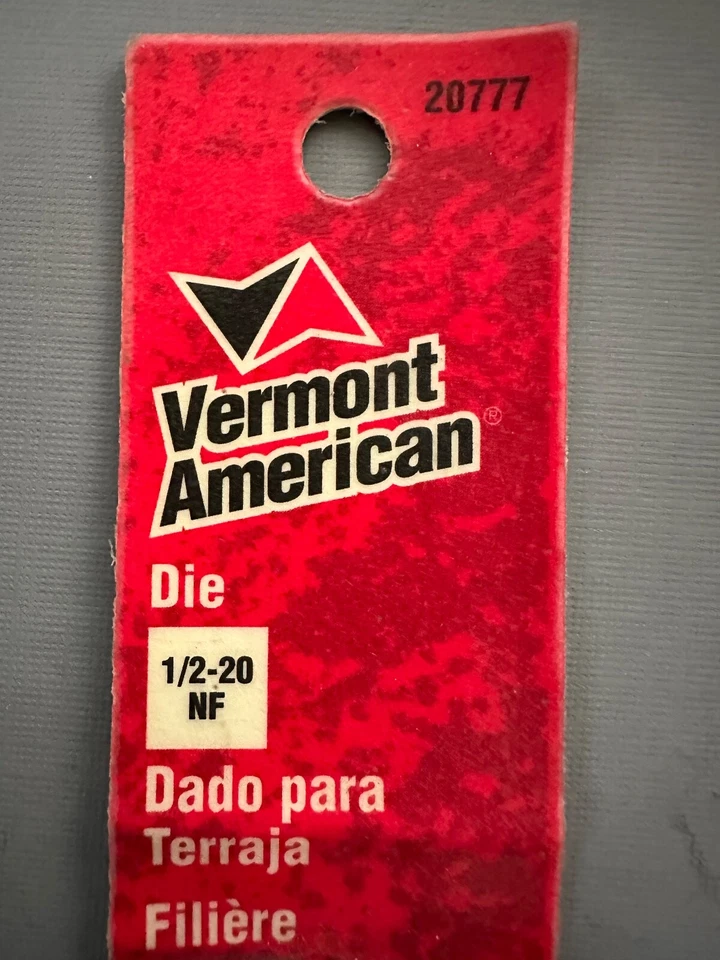 20777
Vermont
American®
Die
1/2-20
NF
Dado para
Terraja
Filière